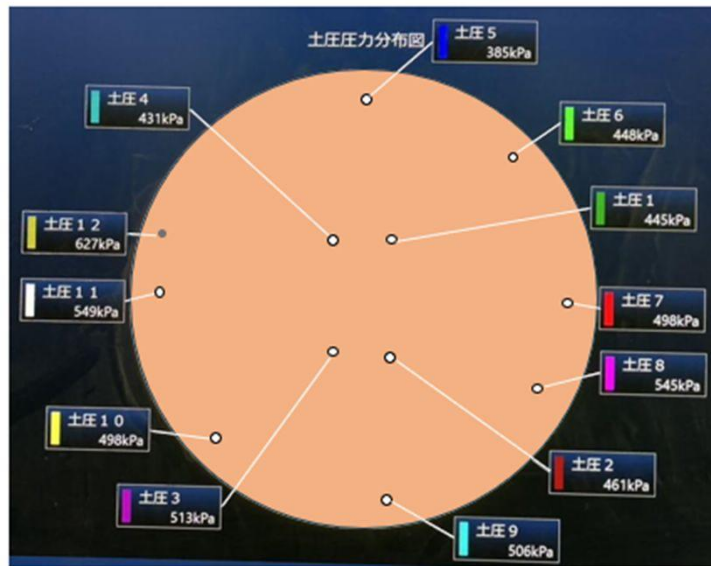 土圧圧力分布図
土圧５
385kPa
土圧４
431kPa
土圧６
448kPa
土圧１
445kPa
土圧１２
627kPa
土圧１１
549kPa
土圧７
498kPa
土圧８
545kPa
土圧１０
498kPa
土圧２
461kPa
土圧３
513kPa
土圧９
506kPa